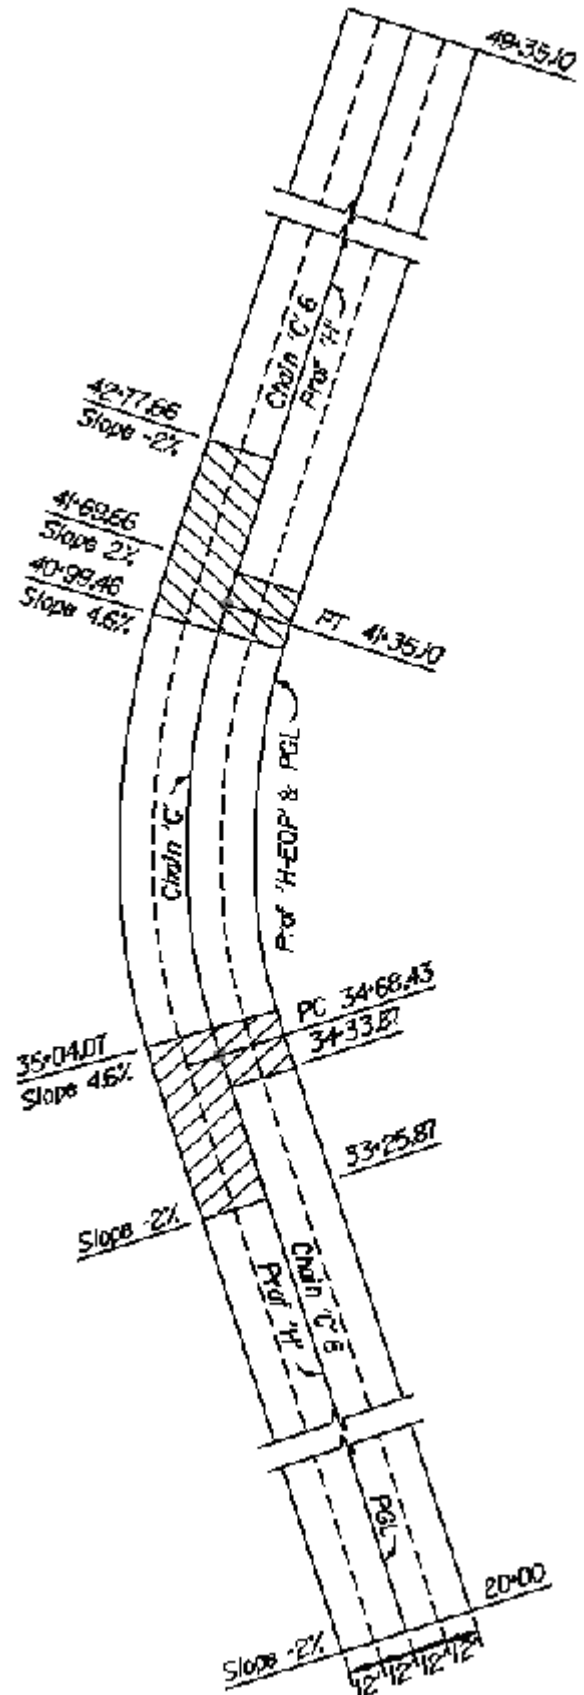 49+35.10
Chain 'C' &
Prof 'H'
42+77.66
Slope -2%
41+69.66
Slope 2%
40+99.46
Slope 4.6%
PT 41+35.10
Prof 'H-EOP' & PGL
Chain 'C'
PC 34+68.43
34+33.87
35+04.07
Slope 4.6%
33+25.87
Slope -2%
Chain 'C' &
Prof 'H'
PGL
20+00
Slope -2%
12' 12' 12' 12'